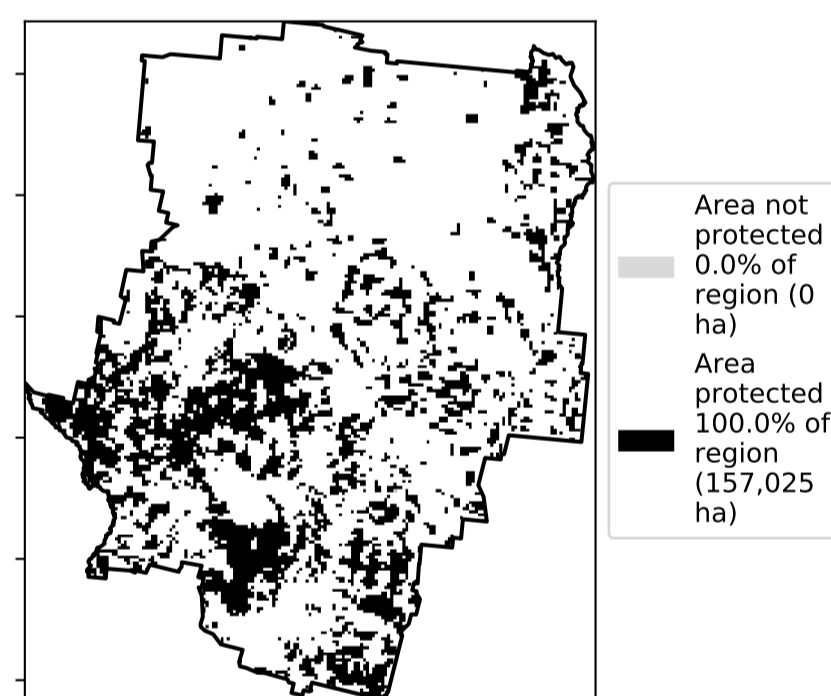 Area not
protected
0.0% of
region (0
ha)
Area
protected
100.0% of
region
(157,025
ha)